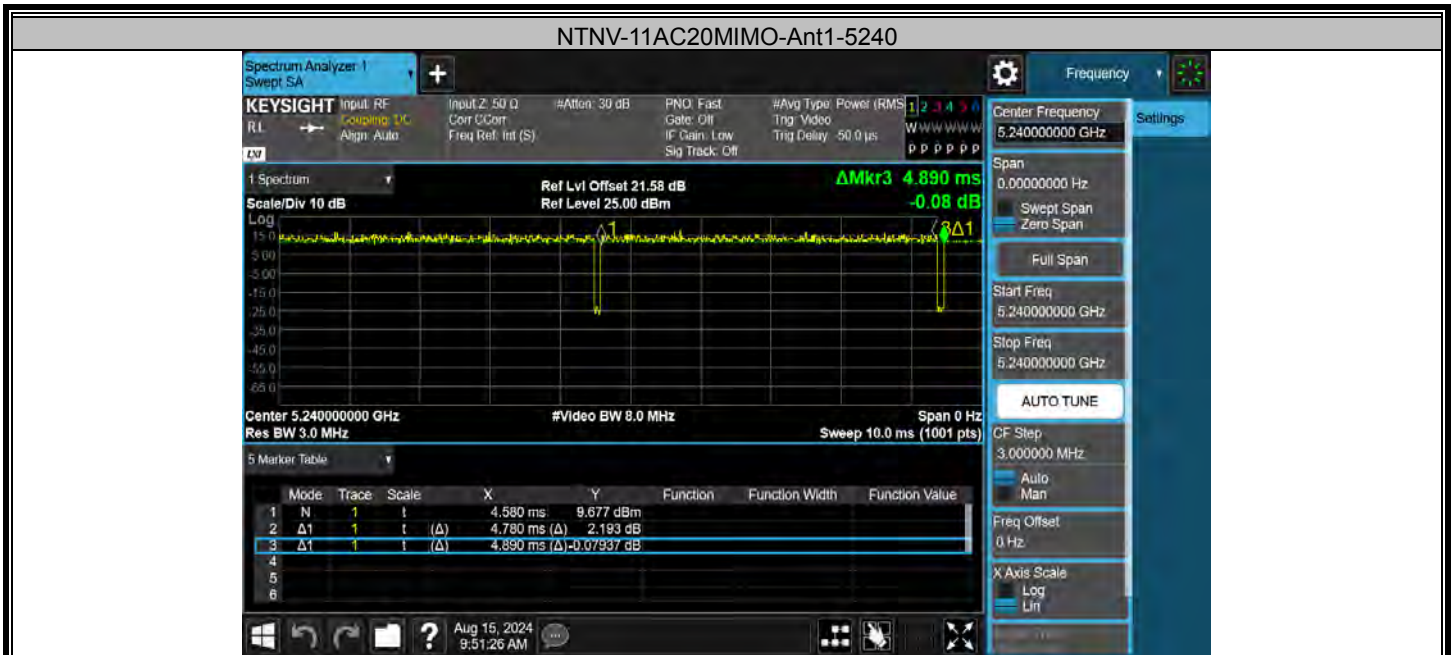 NTNV-11AC20MIMO-Ant1-5240
Spectrum Analyzer 1
Swept SA
+
Frequency
KEYSIGHT Input: RF Input Z: 50 Ω #Atten: 30 dB PNO: Fast #Avg Type: Power (RMS 1 2 3 4 5 6
RL Coupling: DC Corr CCorr Gate: Off Trig: Video W W W W W W
Align: Auto Freq Ref: Int (S) IF Gain: Low Trig Delay: -50.0 µs
LXI Sig Track: Off P P P P P P
Center Frequency
5.240000000 GHz
Settings
Span
0.00000000 Hz
Swept Span
Zero Span
Full Span
Start Freq
5.240000000 GHz
Stop Freq
5.240000000 GHz
AUTO TUNE
CF Step
3.000000 MHz
Auto
Man
Freq Offset
0 Hz
X Axis Scale
Log
Lin
1 Spectrum Ref Lvl Offset 21.58 dB ΔMkr3 4.890 ms
Scale/Div 10 dB Ref Level 25.00 dBm -0.08 dB
Log
15.0
5.00
-5.00
-15.0
-25.0
-35.0
-45.0
-55.0
-65.0
1
3Δ1
Center 5.240000000 GHz #Video BW 8.0 MHz Span 0 Hz
Res BW 3.0 MHz Sweep 10.0 ms (1001 pts)
5 Marker Table
Mode Trace Scale X Y Function Function Width Function Value
1 N 1 t 4.580 ms 9.677 dBm
2 Δ1 1 t (Δ) 4.780 ms (Δ) 2.193 dB
3 Δ1 1 t (Δ) 4.890 ms (Δ) -0.07937 dB
4
5
6
? Aug 15, 2024
9:51:26 AM